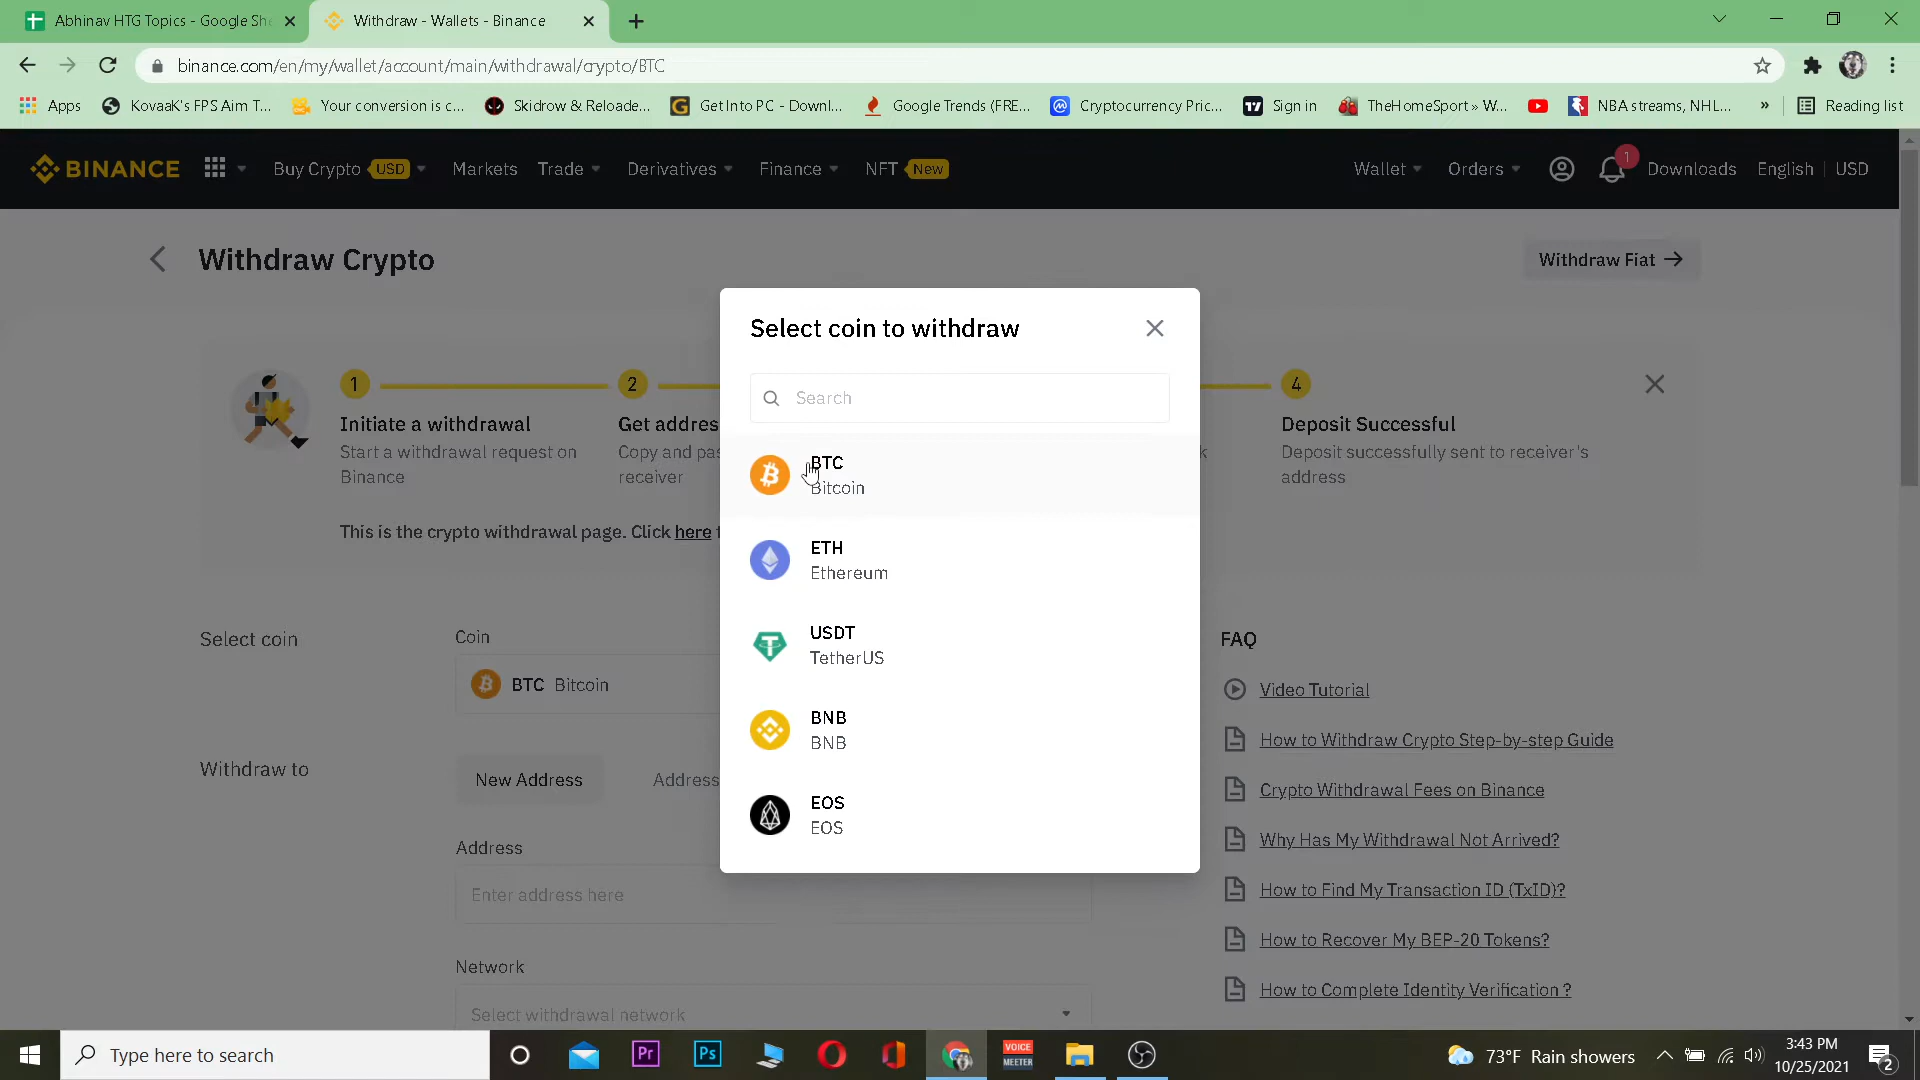 Abhinav HTG Topics - Google She
Withdraw - Wallets - Binance
binance.com/en/my/wallet/account/main/withdrawal/crypto/BTC
Apps
KovaaK's FPS Aim T...
Your conversion is c...
Skidrow & Reloade...
Get Into PC - Downl...
Google Trends (FRE...
Cryptocurrency Pric...
Sign in
TheHomeSport » W...
NBA streams, NHL...
»
Reading list
BINANCE
Buy Crypto USD
Markets
Trade
Derivatives
Finance
NFT New
Wallet
Orders
1
Downloads
English
USD
Withdraw Crypto
Withdraw Fiat →
Select coin to withdraw
Search
1
2
4
Initiate a withdrawal
Start a withdrawal request on
Binance
Get addres
Copy and pas
receiver
Deposit Successful
Deposit successfully sent to receiver's
address
This is the crypto withdrawal page. Click here
BTC
Bitcoin
ETH
Ethereum
USDT
TetherUS
BNB
BNB
EOS
EOS
Select coin
Coin
BTC Bitcoin
Withdraw to
New Address
Address
Address
Enter address here
Network
Select withdrawal network
FAQ
Video Tutorial
How to Withdraw Crypto Step-by-step Guide
Crypto Withdrawal Fees on Binance
Why Has My Withdrawal Not Arrived?
How to Find My Transaction ID (TxID)?
How to Recover My BEP-20 Tokens?
How to Complete Identity Verification ?
Type here to search
Pr
Ps
VOICE
MEETER
73°F Rain showers
3:43 PM
10/25/2021
2